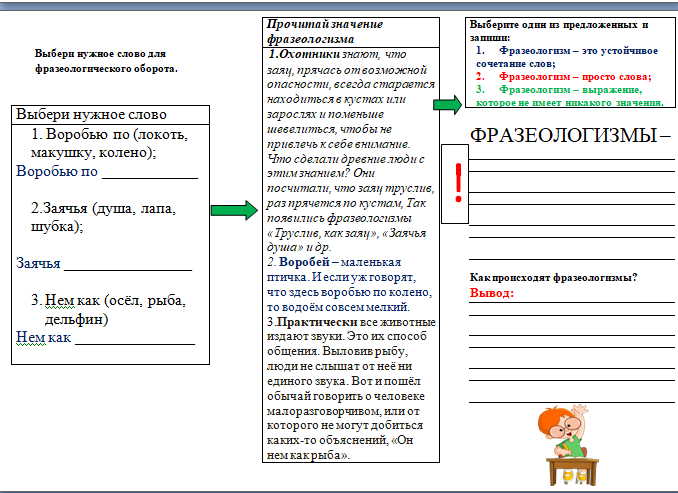 Выбери нужное слово для
фразеологического оборота.
Выбери нужное слово
1. Воробью по (локоть,
макушку, колено);
Воробью по _____________
2.Заячья (душа, лапа,
шубка);
Заячья _________________
3. Нем как (осёл, рыба,
дельфин)
Нем как ________________
Прочитай значение
фразеологизма
1.Охотники знают, что
заяц, прячась от возможной
опасности, всегда старается
находиться в кустах или
зарослях и поменьше
шевелиться, чтобы не
привлечь к себе внимание.
Что сделали древние люди с
этим знанием? Они
посчитали, что заяц труслив,
раз прячется по кустам, Так
появились фразеологизмы
«Труслив, как заяц», «Заячья
душа» и др.
2. Воробей – маленькая
птичка. И если уж говорят,
что здесь воробью по колено,
то водоём совсем мелкий.
3.Практически все животные
издают звуки. Это их способ
общения. Выловив рыбу,
люди не слышат от неё ни
единого звука. Вот и пошёл
обычай говорить о человеке
малоразговорчивом, или от
которого не могут добиться
каких-то объяснений, «Он
нем как рыба».
Выберите один из предложенных и
запиши:
1. Фразеологизм – это устойчивое
сочетание слов;
2. Фразеологизм – просто слова;
3. Фразеологизм – выражение,
которое не имеет никакого значения.
ФРАЗЕОЛОГИЗМЫ –
!
Как происходят фразеологизмы?
Вывод: